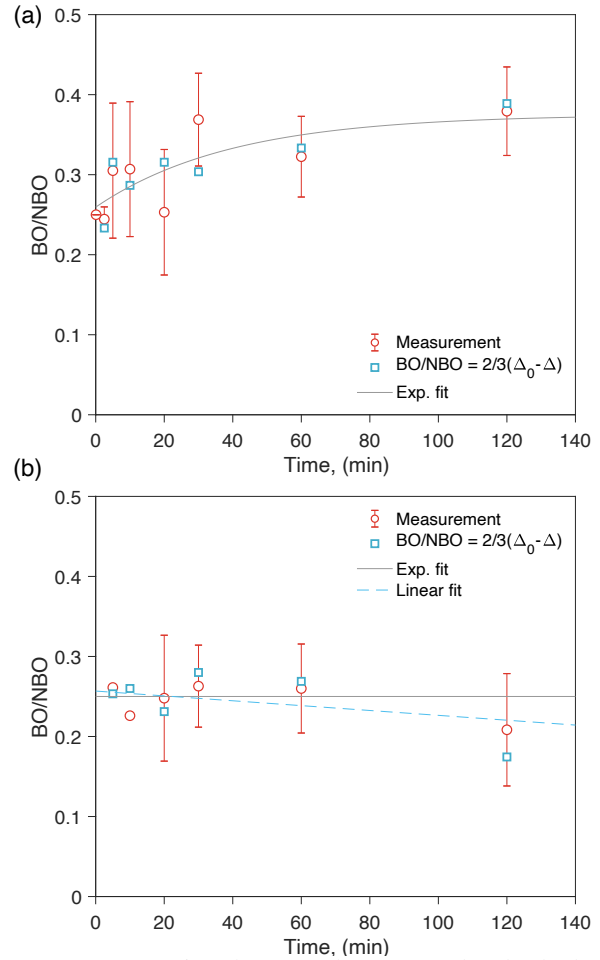 (a)
0.5
0.4
0.3
0.2
0.1
0
BO/NBO
Measurement
BO/NBO = 2/3(Δ₀-Δ)
Exp. fit
0 20 40 60 80 100 120 140
Time, (min)
(b)
0.5
0.4
0.3
0.2
0.1
0
BO/NBO
Measurement
BO/NBO = 2/3(Δ₀-Δ)
Exp. fit
Linear fit
0 20 40 60 80 100 120 140
Time, (min)